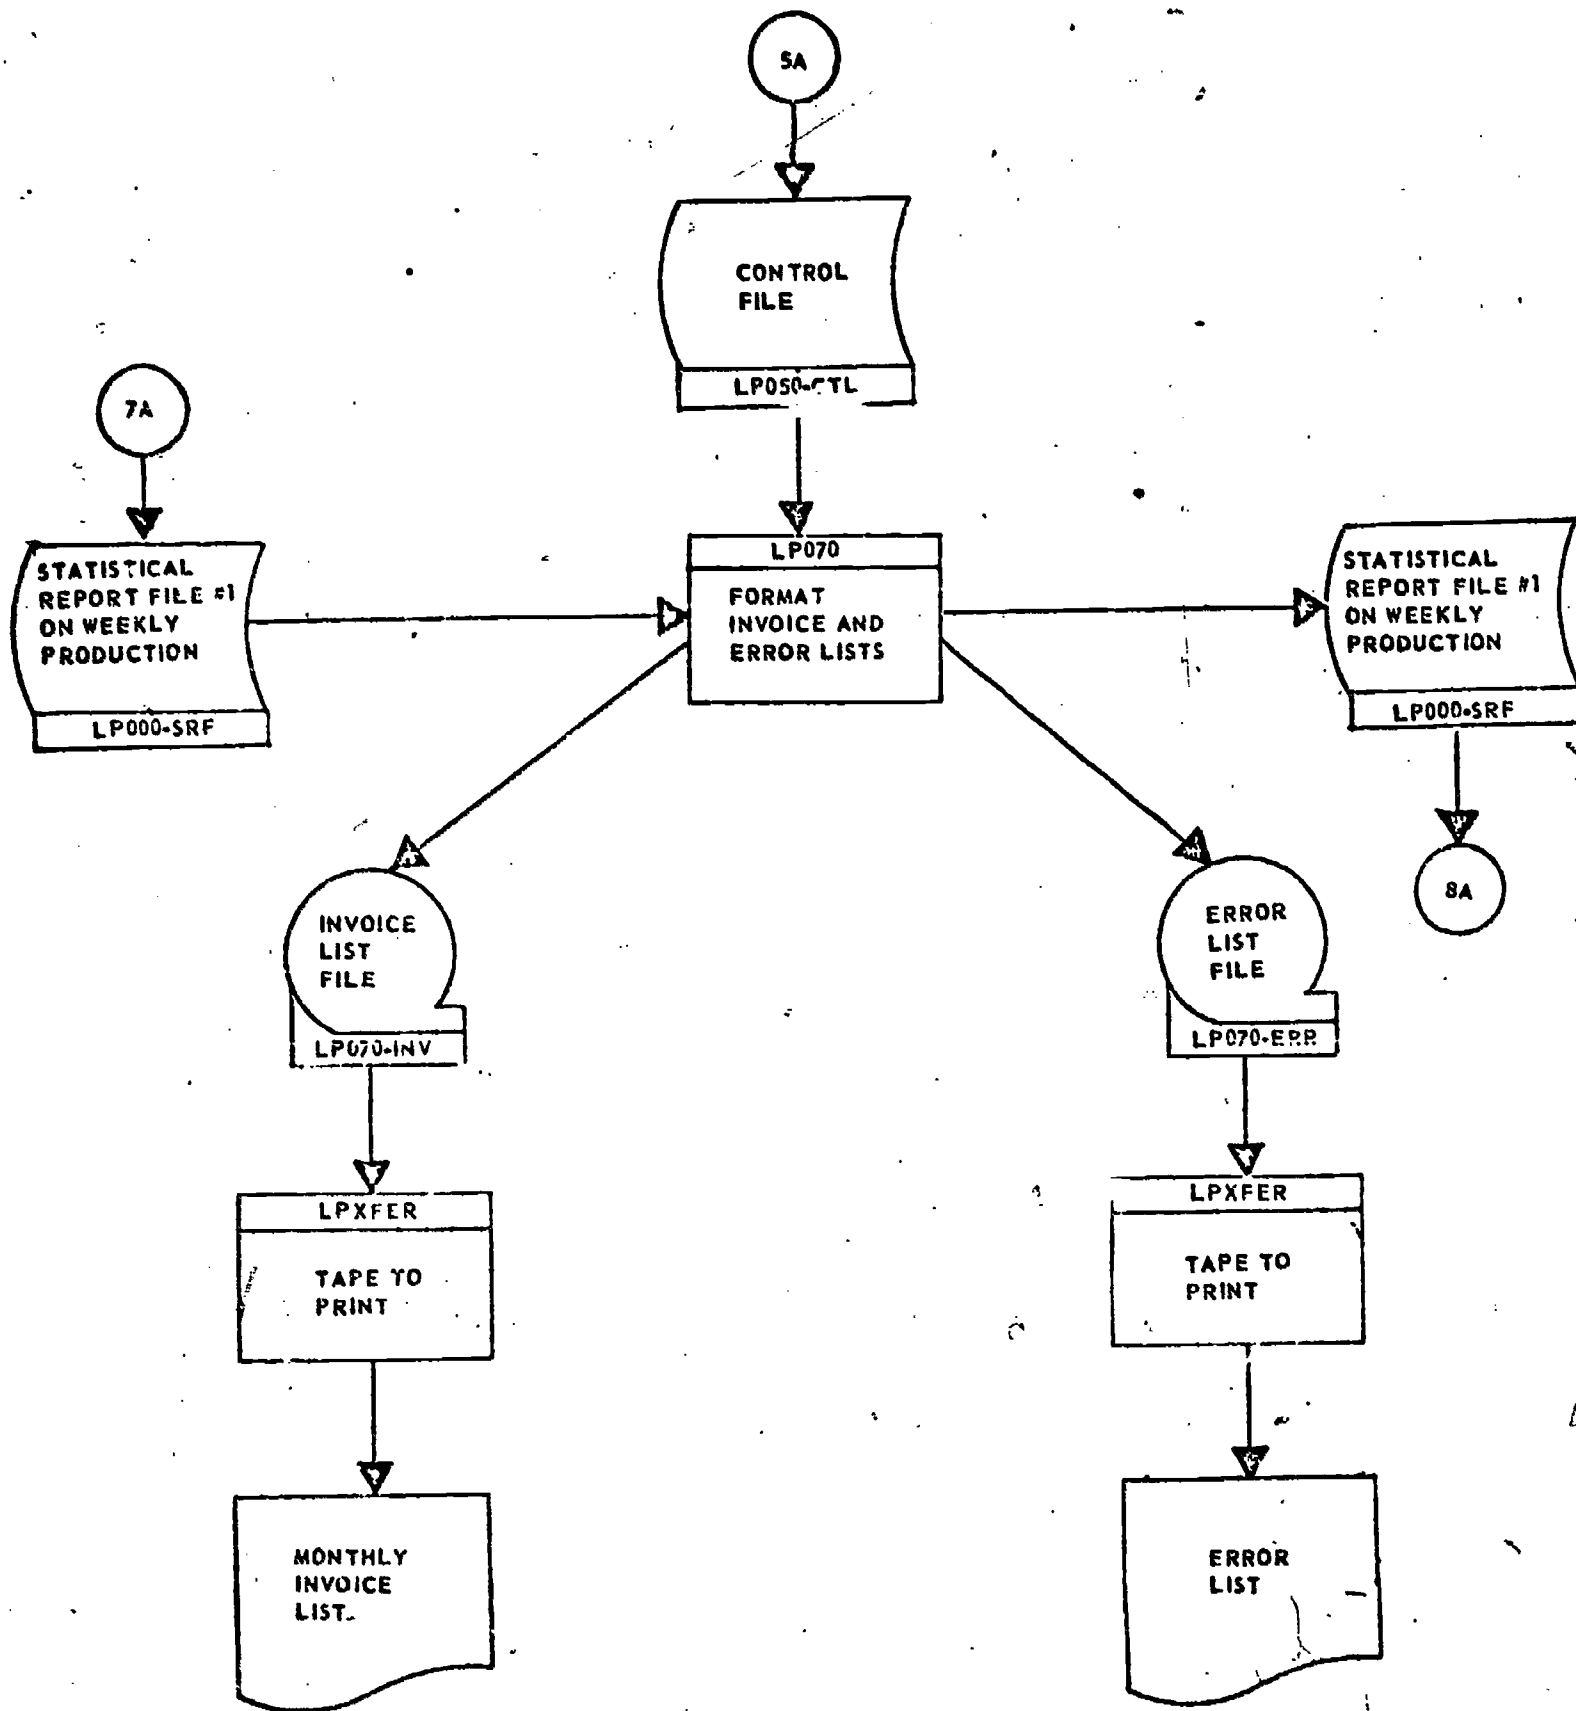 5A
CONTROL
FILE
LP050-CTL
7A
STATISTICAL
REPORT FILE #1
ON WEEKLY
PRODUCTION
LP000-SRF
LP070
FORMAT
INVOICE AND
ERROR LISTS
STATISTICAL
REPORT FILE #1
ON WEEKLY
PRODUCTION
LP000-SRF
8A
INVOICE
LIST
FILE
LP070-INV
ERROR
LIST
FILE
LP070-ERR
LPXFER
TAPE TO
PRINT
LPXFER
TAPE TO
PRINT
MONTHLY
INVOICE
LIST
ERROR
LIST